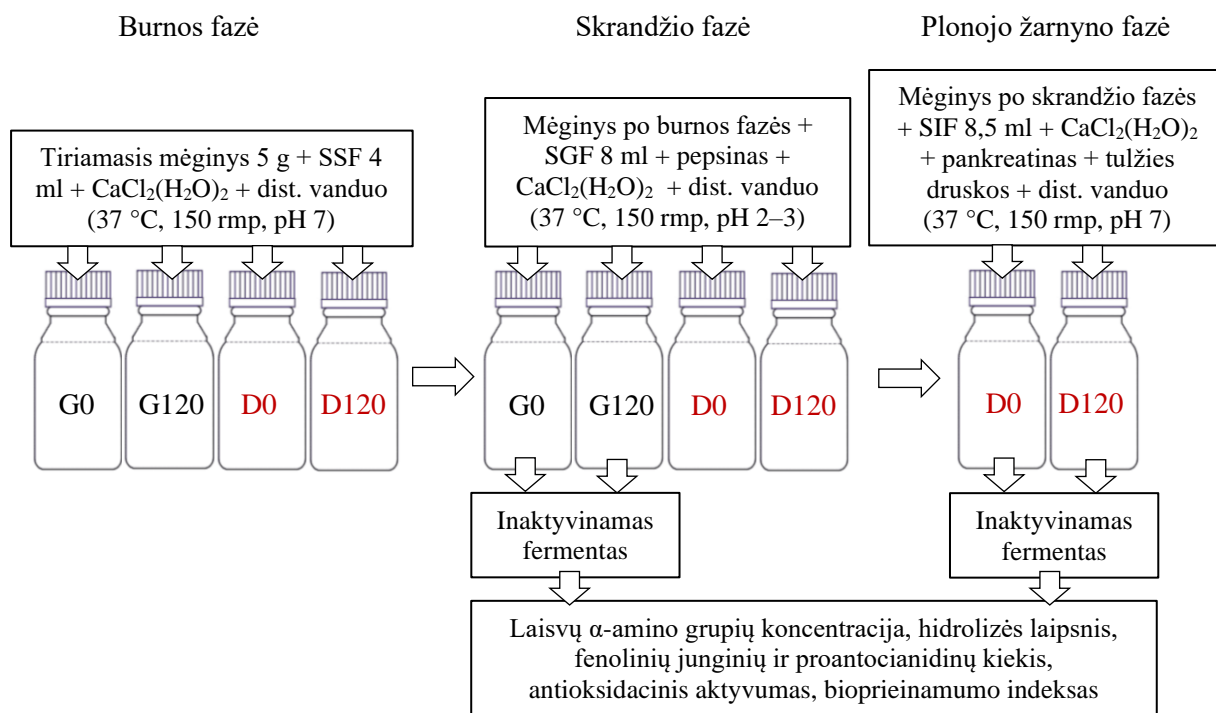 Burnos fazė
Skrandžio fazė
Plonojo žarnyno fazė
Tiriamasis mėginys 5 g + SSF 4
ml + CaCl₂(H₂O)₂ + dist. vanduo
(37 °C, 150 rmp, pH 7)
Mėginys po burnos fazės +
SGF 8 ml + pepsinas +
CaCl₂(H₂O)₂ + dist. vanduo
(37 °C, 150 rmp, pH 2–3)
Mėginys po skrandžio fazės
+ SIF 8,5 ml + CaCl₂(H₂O)₂
+ pankreatinas + tulžies
druskos + dist. vanduo
(37 °C, 150 rmp, pH 7)
G0 G120 D0 D120
G0 G120 D0 D120
D0 D120
Inaktyvinamas
fermentas
Inaktyvinamas
fermentas
Laisvų α-amino grupių koncentracija, hidrolizės laipsnis,
fenolinių junginių ir proantocianidinų kiekis,
antioksidacinis aktyvumas, bioprieinamumo indeksas